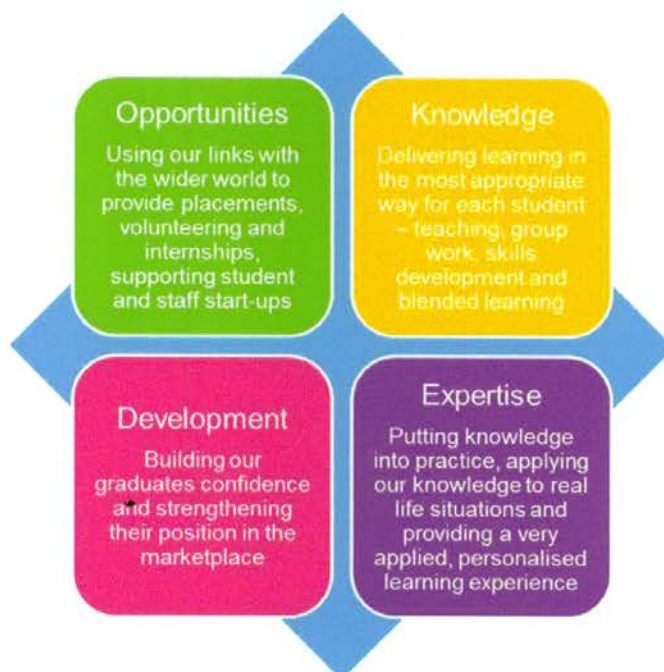 Opportunities
Using our links with
the wider world to
provide placements,
volunteering and
internships,
supporting student
and staff start-ups
Knowledge
Delivering learning in
the most appropriate
way for each student
– teaching, group
work, skills
development and
blended learning
Development
Building our
graduates confidence
and strengthening
their position in the
marketplace
Expertise
Putting knowledge
into practice, applying
our knowledge to real
life situations and
providing a very
applied, personalised
learning experience